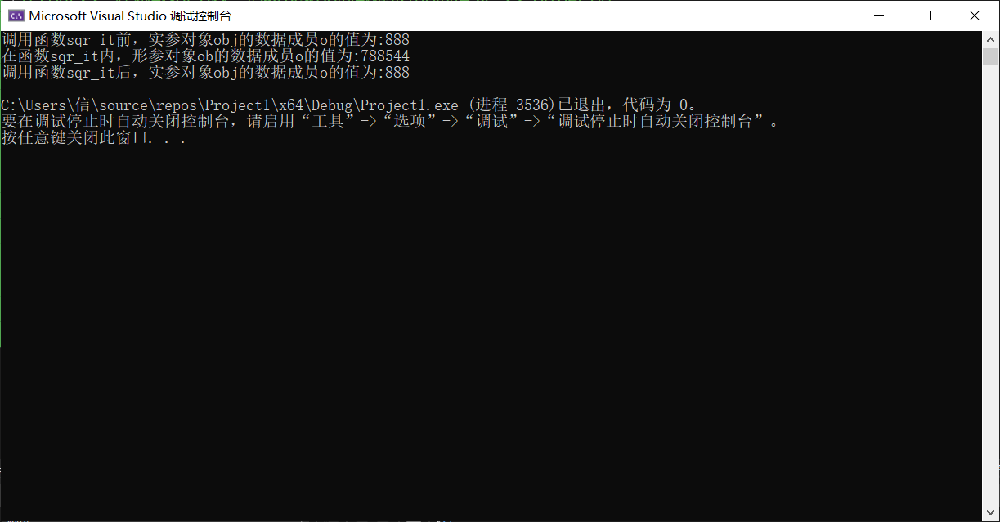 Microsoft Visual Studio 调试控制台
调用函数sqr_it前，实参对象obj的数据成员o的值为:888
在函数sqr_it内，形参对象ob的数据成员o的值为:788544
调用函数sqr_it后，实参对象obj的数据成员o的值为:888
C:\Users\信\source\repos\Project1\x64\Debug\Project1.exe (进程 3536)已退出，代码为 0。
要在调试停止时自动关闭控制台，请启用“工具”->“选项”->“调试”->“调试停止时自动关闭控制台”。
按任意键关闭此窗口. . .